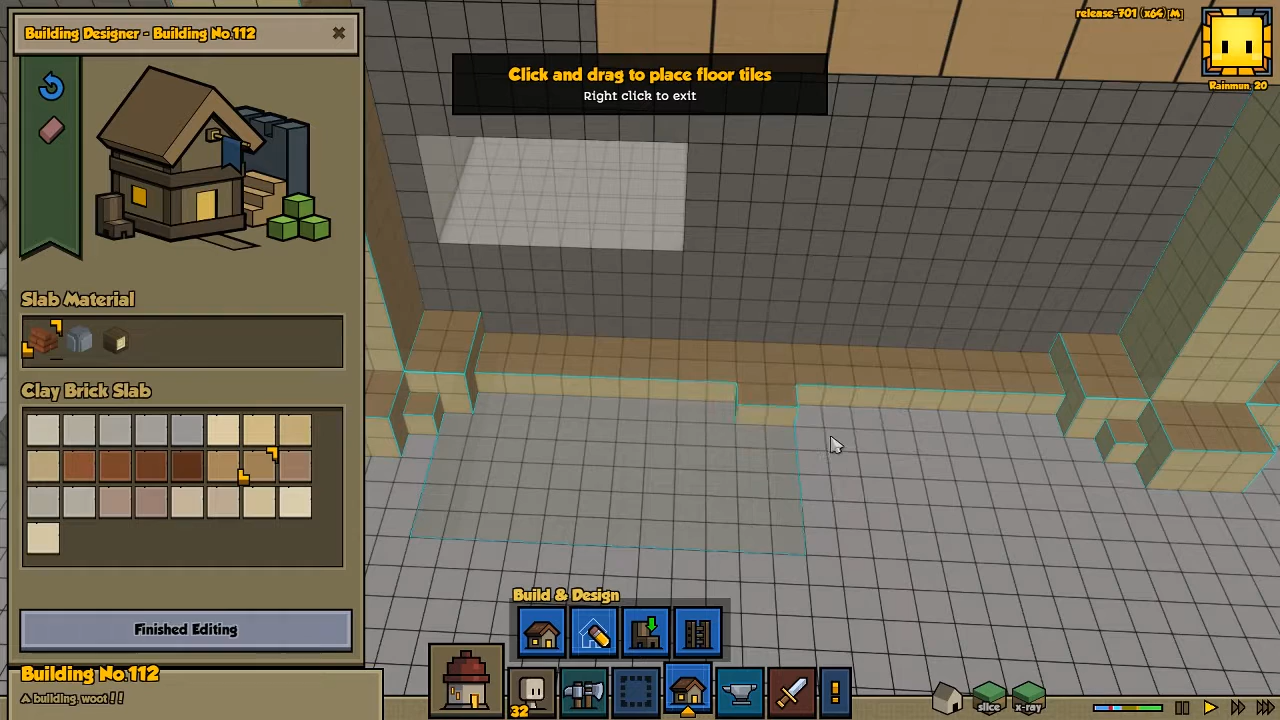 Building Designer - Building No.112
release-701 (x64) [M]
Click and drag to place floor tiles
Right click to exit
Rainmun, 20
Slab Material
Clay Brick Slab
Finished Editing
Build & Design
Building No.112
A building, woot!!
32
slice
x-ray